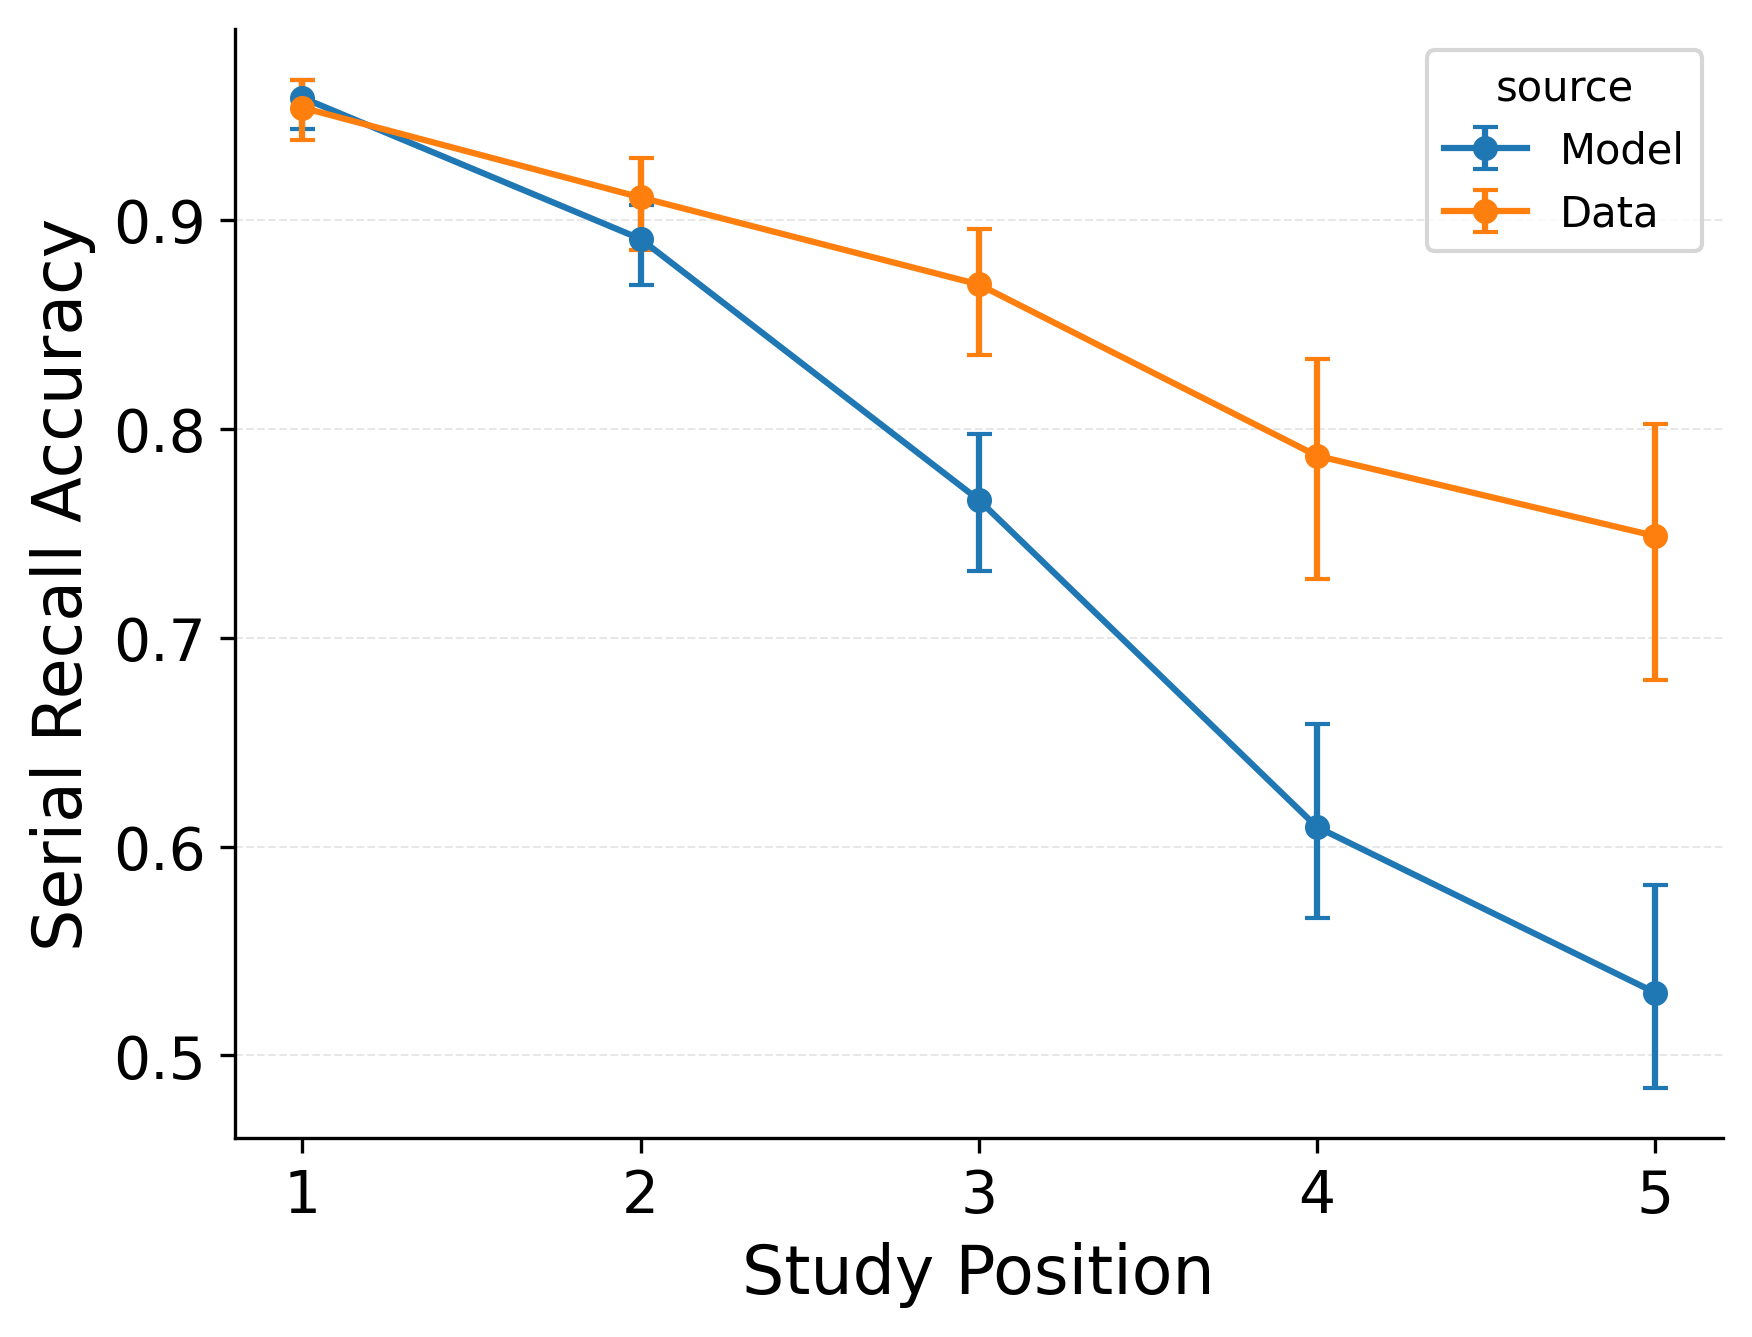 source
Model
Data
0.9
0.8
0.7
0.6
0.5
Serial Recall Accuracy
1 2 3 4 5
Study Position